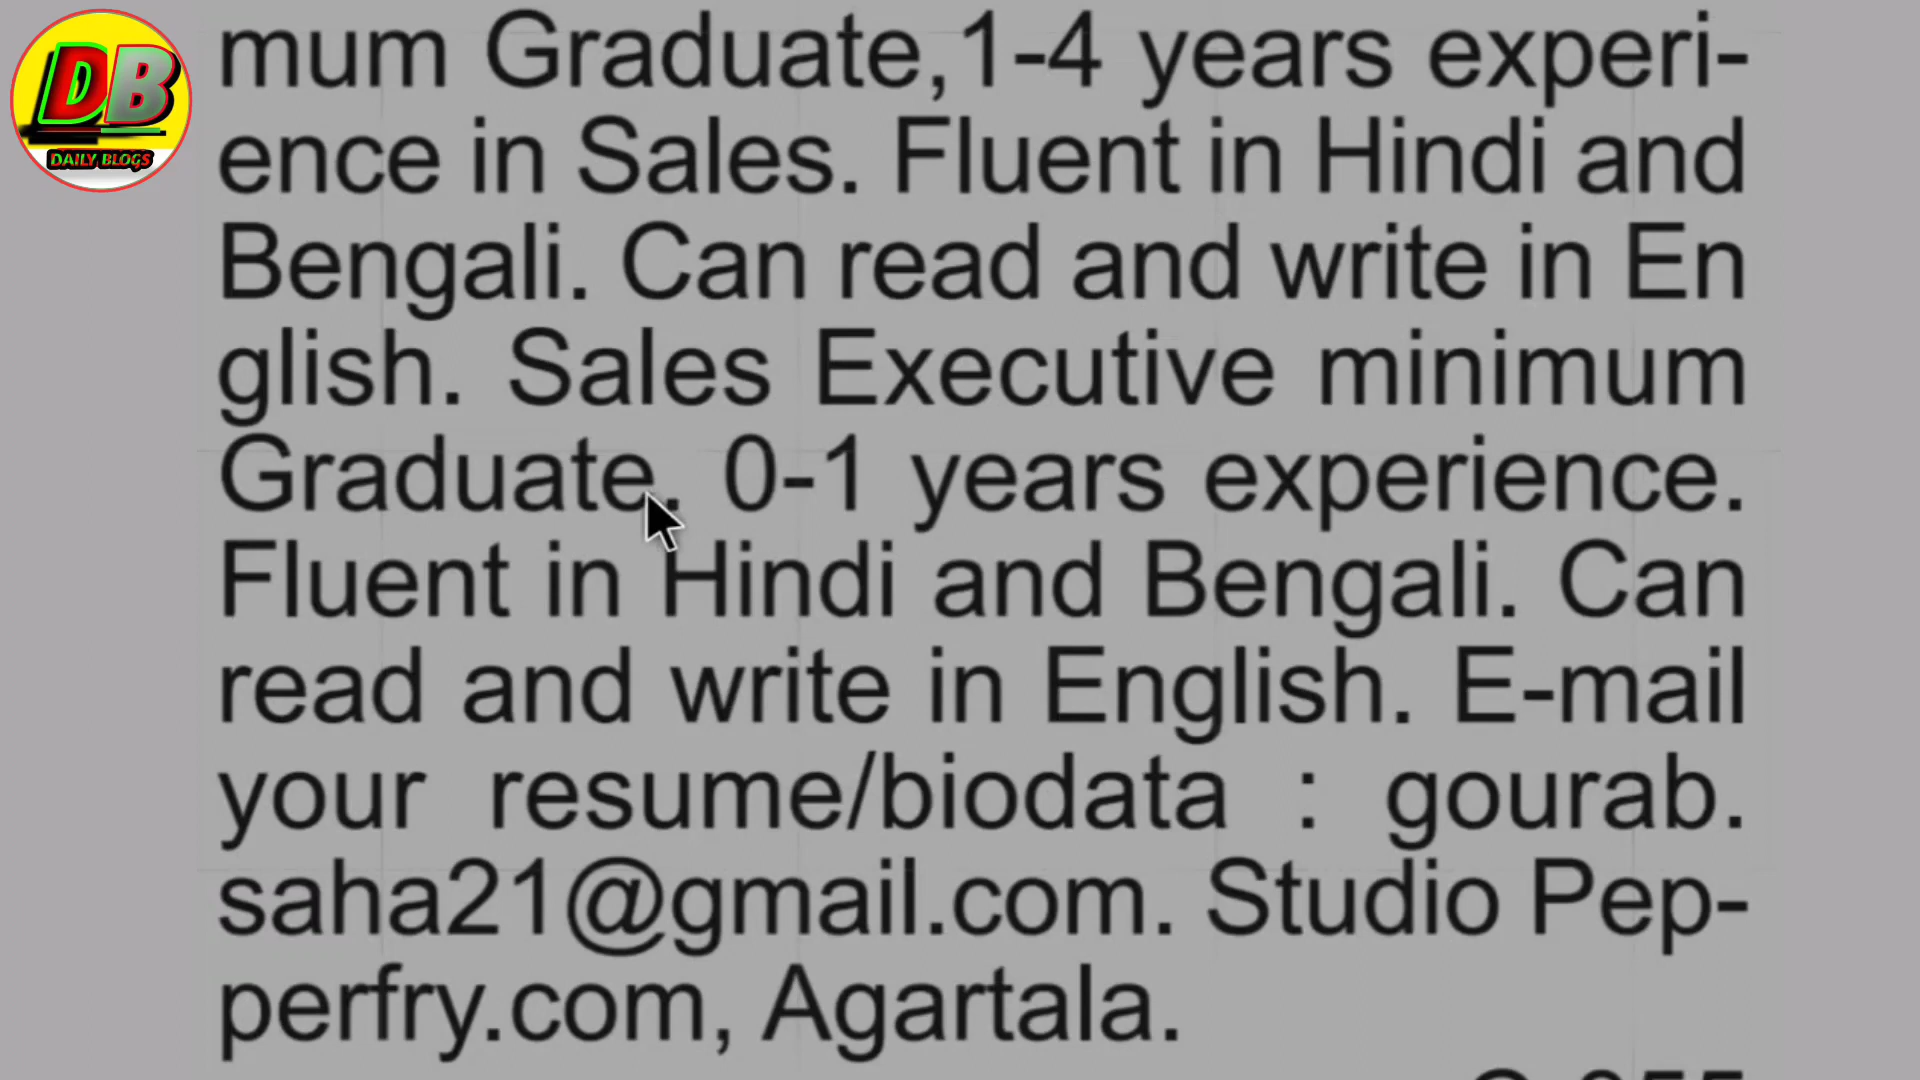 DB
DAILY BLOGS
mum Graduate,1-4 years experi-
ence in Sales. Fluent in Hindi and
Bengali. Can read and write in En
glish. Sales Executive minimum
Graduate. 0-1 years experience.
Fluent in Hindi and Bengali. Can
read and write in English. E-mail
your resume/biodata : gourab.
saha21@gmail.com. Studio Pep-
perfry.com, Agartala.